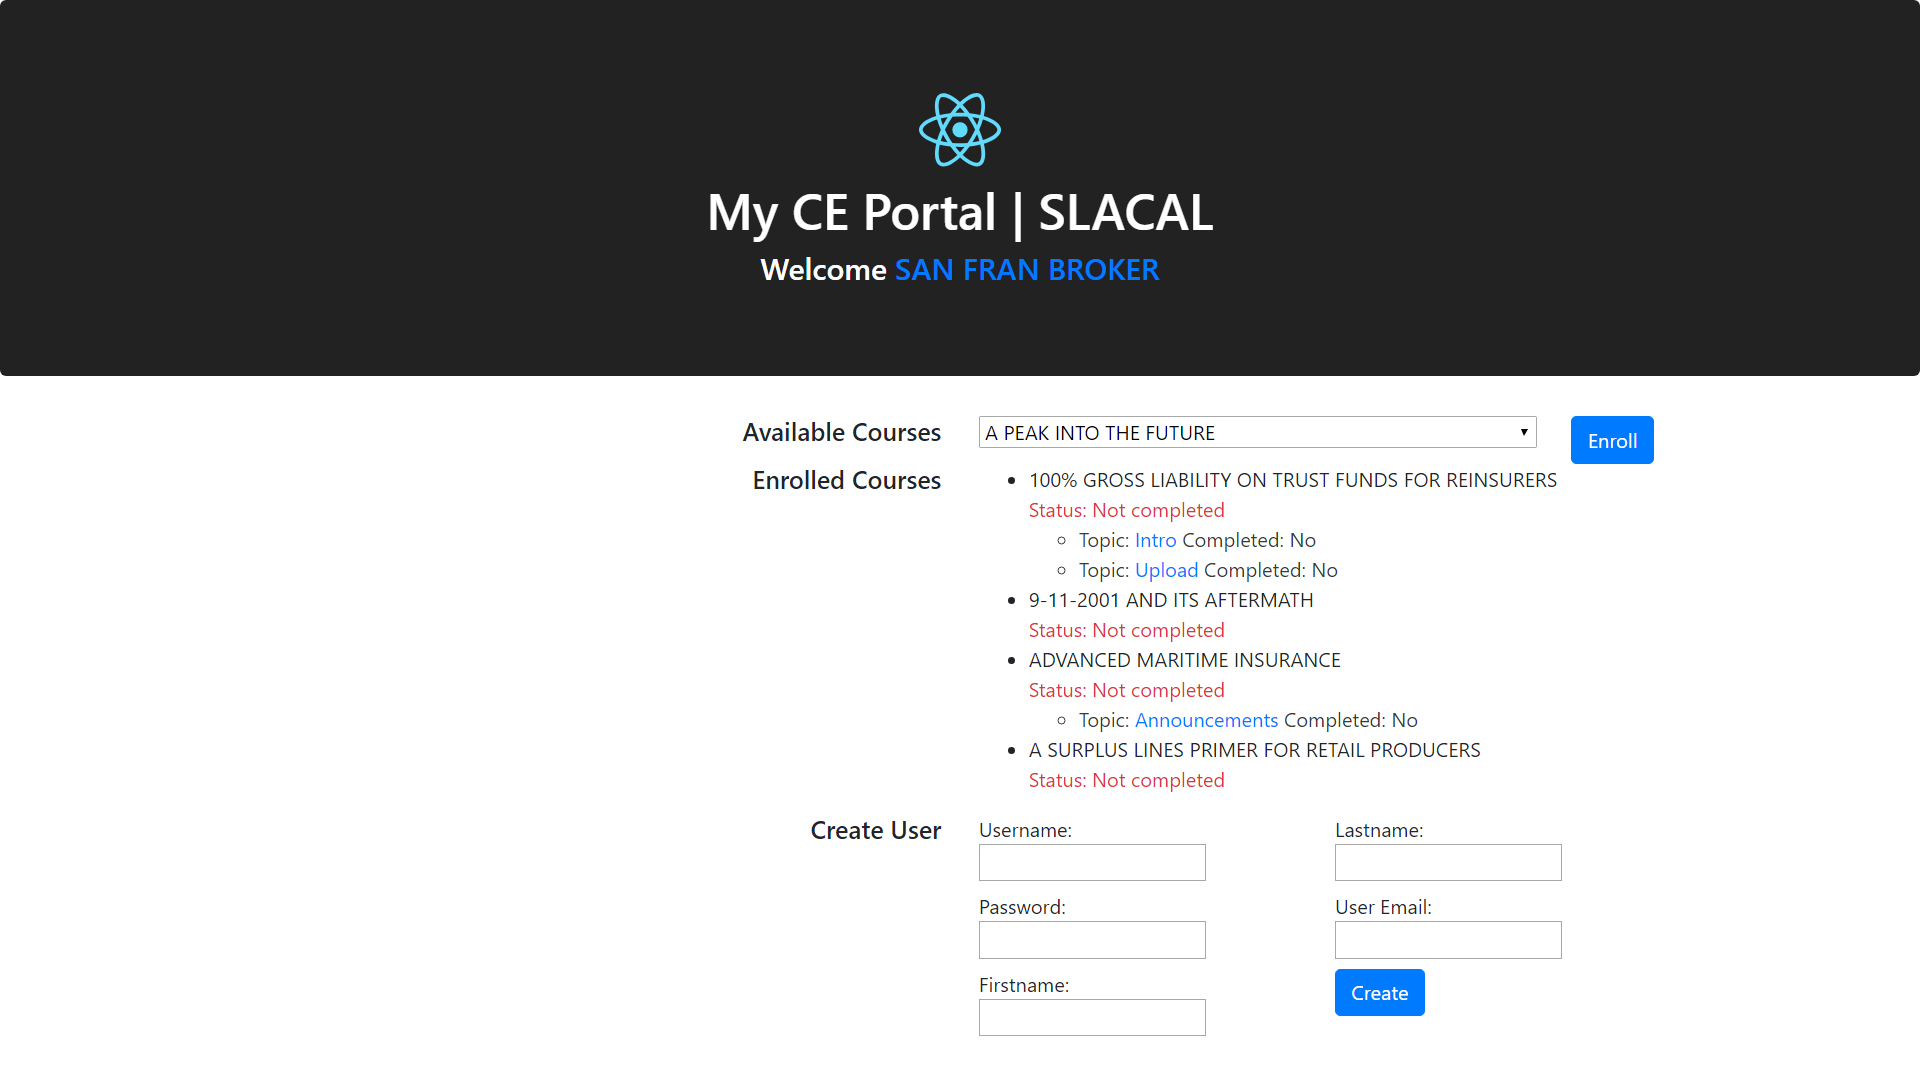 My CE Portal | SLACAL
Welcome SAN FRAN BROKER
Available Courses
A PEAK INTO THE FUTURE
Enroll
Enrolled Courses
100% GROSS LIABILITY ON TRUST FUNDS FOR REINSURERS
Status: Not completed
Topic: Intro Completed: No
Topic: Upload Completed: No
9-11-2001 AND ITS AFTERMATH
Status: Not completed
ADVANCED MARITIME INSURANCE
Status: Not completed
Topic: Announcements Completed: No
A SURPLUS LINES PRIMER FOR RETAIL PRODUCERS
Status: Not completed
Create User
Username:
Lastname:
Password:
User Email:
Firstname:
Create